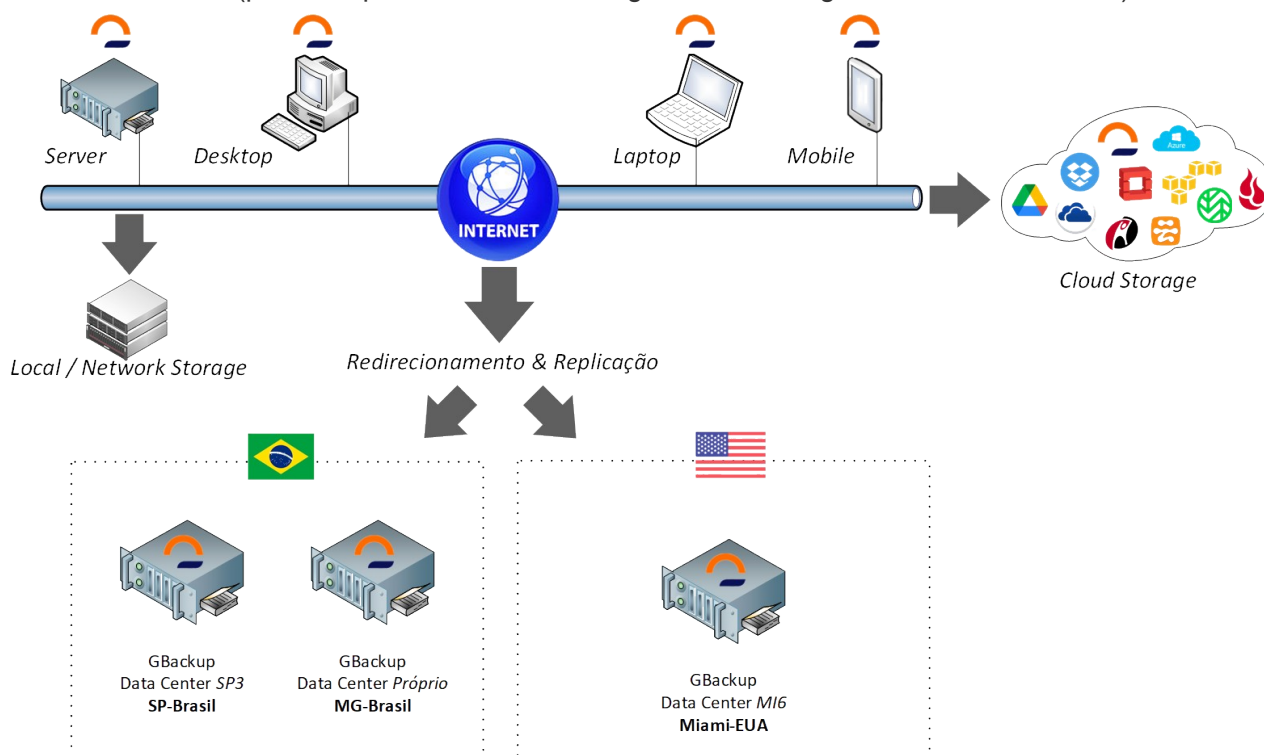 Server
Desktop
Laptop
Mobile
Azure
INTERNET
Cloud Storage
Local / Network Storage
Redirecionamento & Replicação
GBackup
Data Center SP3
SP-Brasil
GBackup
Data Center Próprio
MG-Brasil
GBackup
Data Center MI6
Miami-EUA